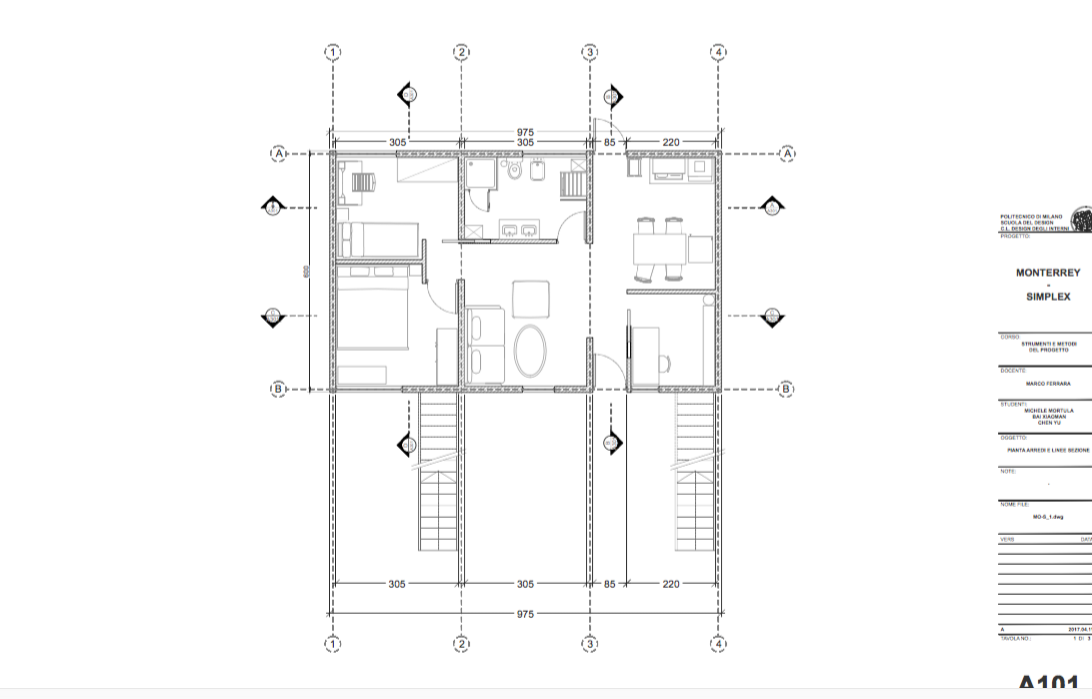 1 2 3 4
975
305 305 85 220
A A
600
B B
305 305 85 220
975
1 2 3 4
POLITECNICO DI MILANO
SCUOLA DEL DESIGN
C.L. DESIGN DEGLI INTERNI
PROGETTO:
MONTERREY
-
SIMPLEX
CORSO:
STRUMENTI E METODI
DEL PROGETTO
DOCENTE:
MARCO FERRARA
STUDENTI:
MICHELE MORTULA
BAI XIAOMAN
CHEN YU
OGGETTO:
PIANTA ARREDI E LINEE SEZIONE
NOTE:
.
NOME FILE:
MO-S_1.dwg
VERS DATA
A 2017.04.1
TAVOLA NO.: 1 DI
A101